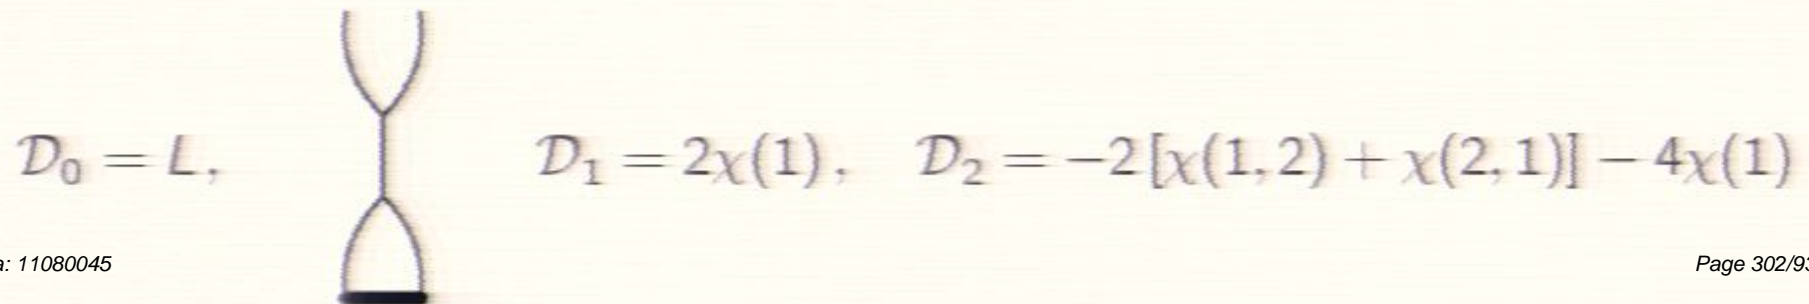 𝒟₀ = L, 𝒟₁ = 2χ(1), 𝒟₂ = −2[χ(1,2) + χ(2,1)] − 4χ(1)
: 11080045 Page 302/93